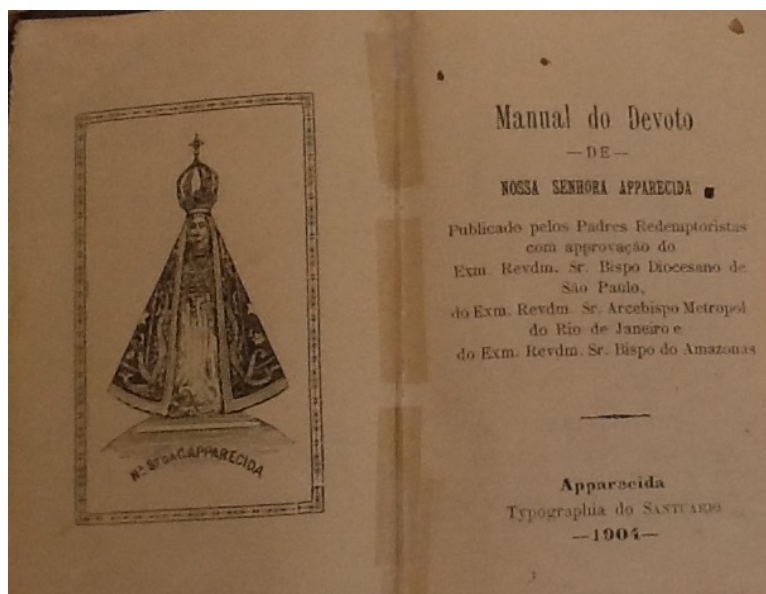 Nª. Srª DA C. APPARECIDA
Manual do Devoto
—DE—
NOSSA SENHORA APPARECIDA
Publicado pelos Padres Redemptoristas
com approvação do
Exm. Revdm. Sr. Bispo Diocesano de
São Paulo,
do Exm. Revdm. Sr. Arcebispo Metropol
do Rio de Janeiro e
do Exm. Revdm. Sr. Bispo do Amazonas
Apparecida
Typographia do SANTUARIO
—1904—